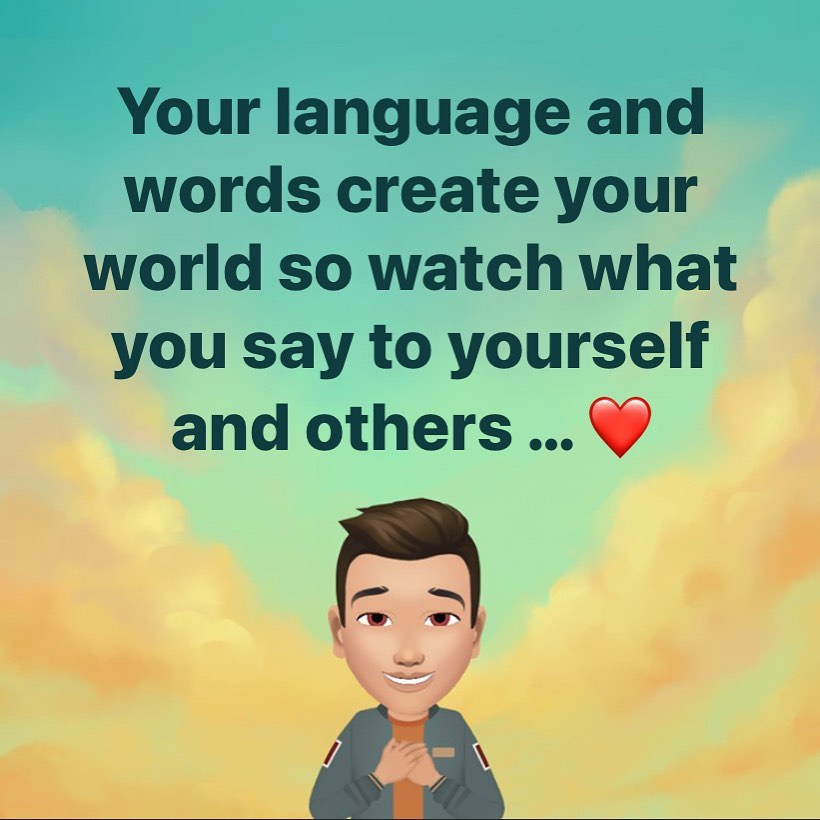 Your language and
words create your
world so watch what
you say to yourself
and others ... ❤️